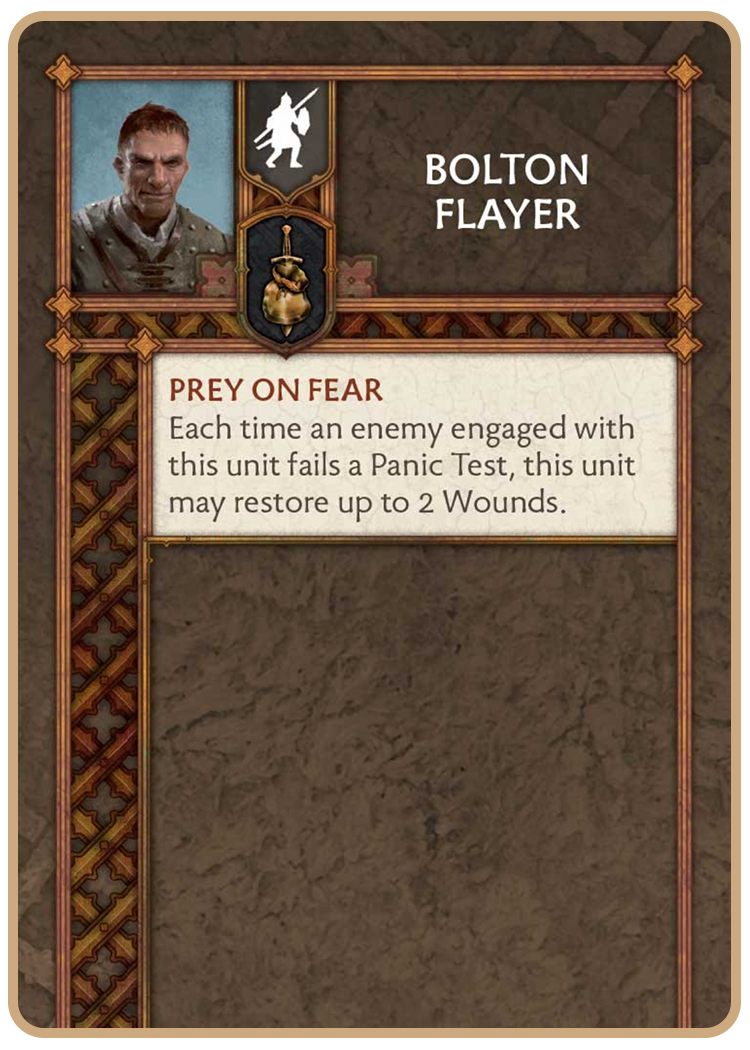 BOLTON
FLAYER
PREY ON FEAR
Each time an enemy engaged with
this unit fails a Panic Test, this unit
may restore up to 2 Wounds.